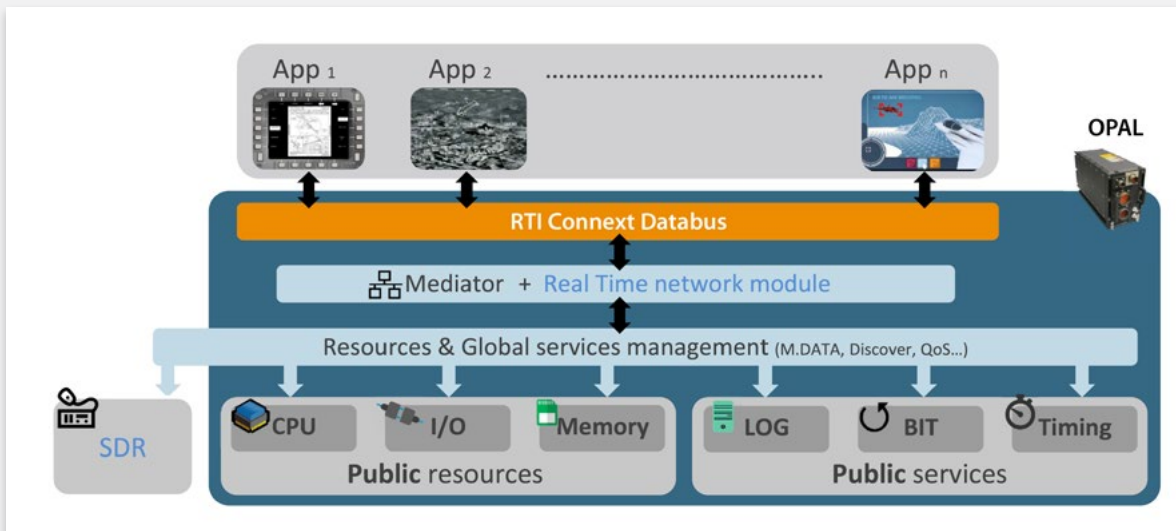 App 1
App 2
........................................
App n
OPAL
RTI Connext Databus
Mediator + Real Time network module
Resources & Global services management (M.DATA, Discover, QoS...)
SDR
CPU
I/O
Memory
LOG
BIT
Timing
Public resources
Public services